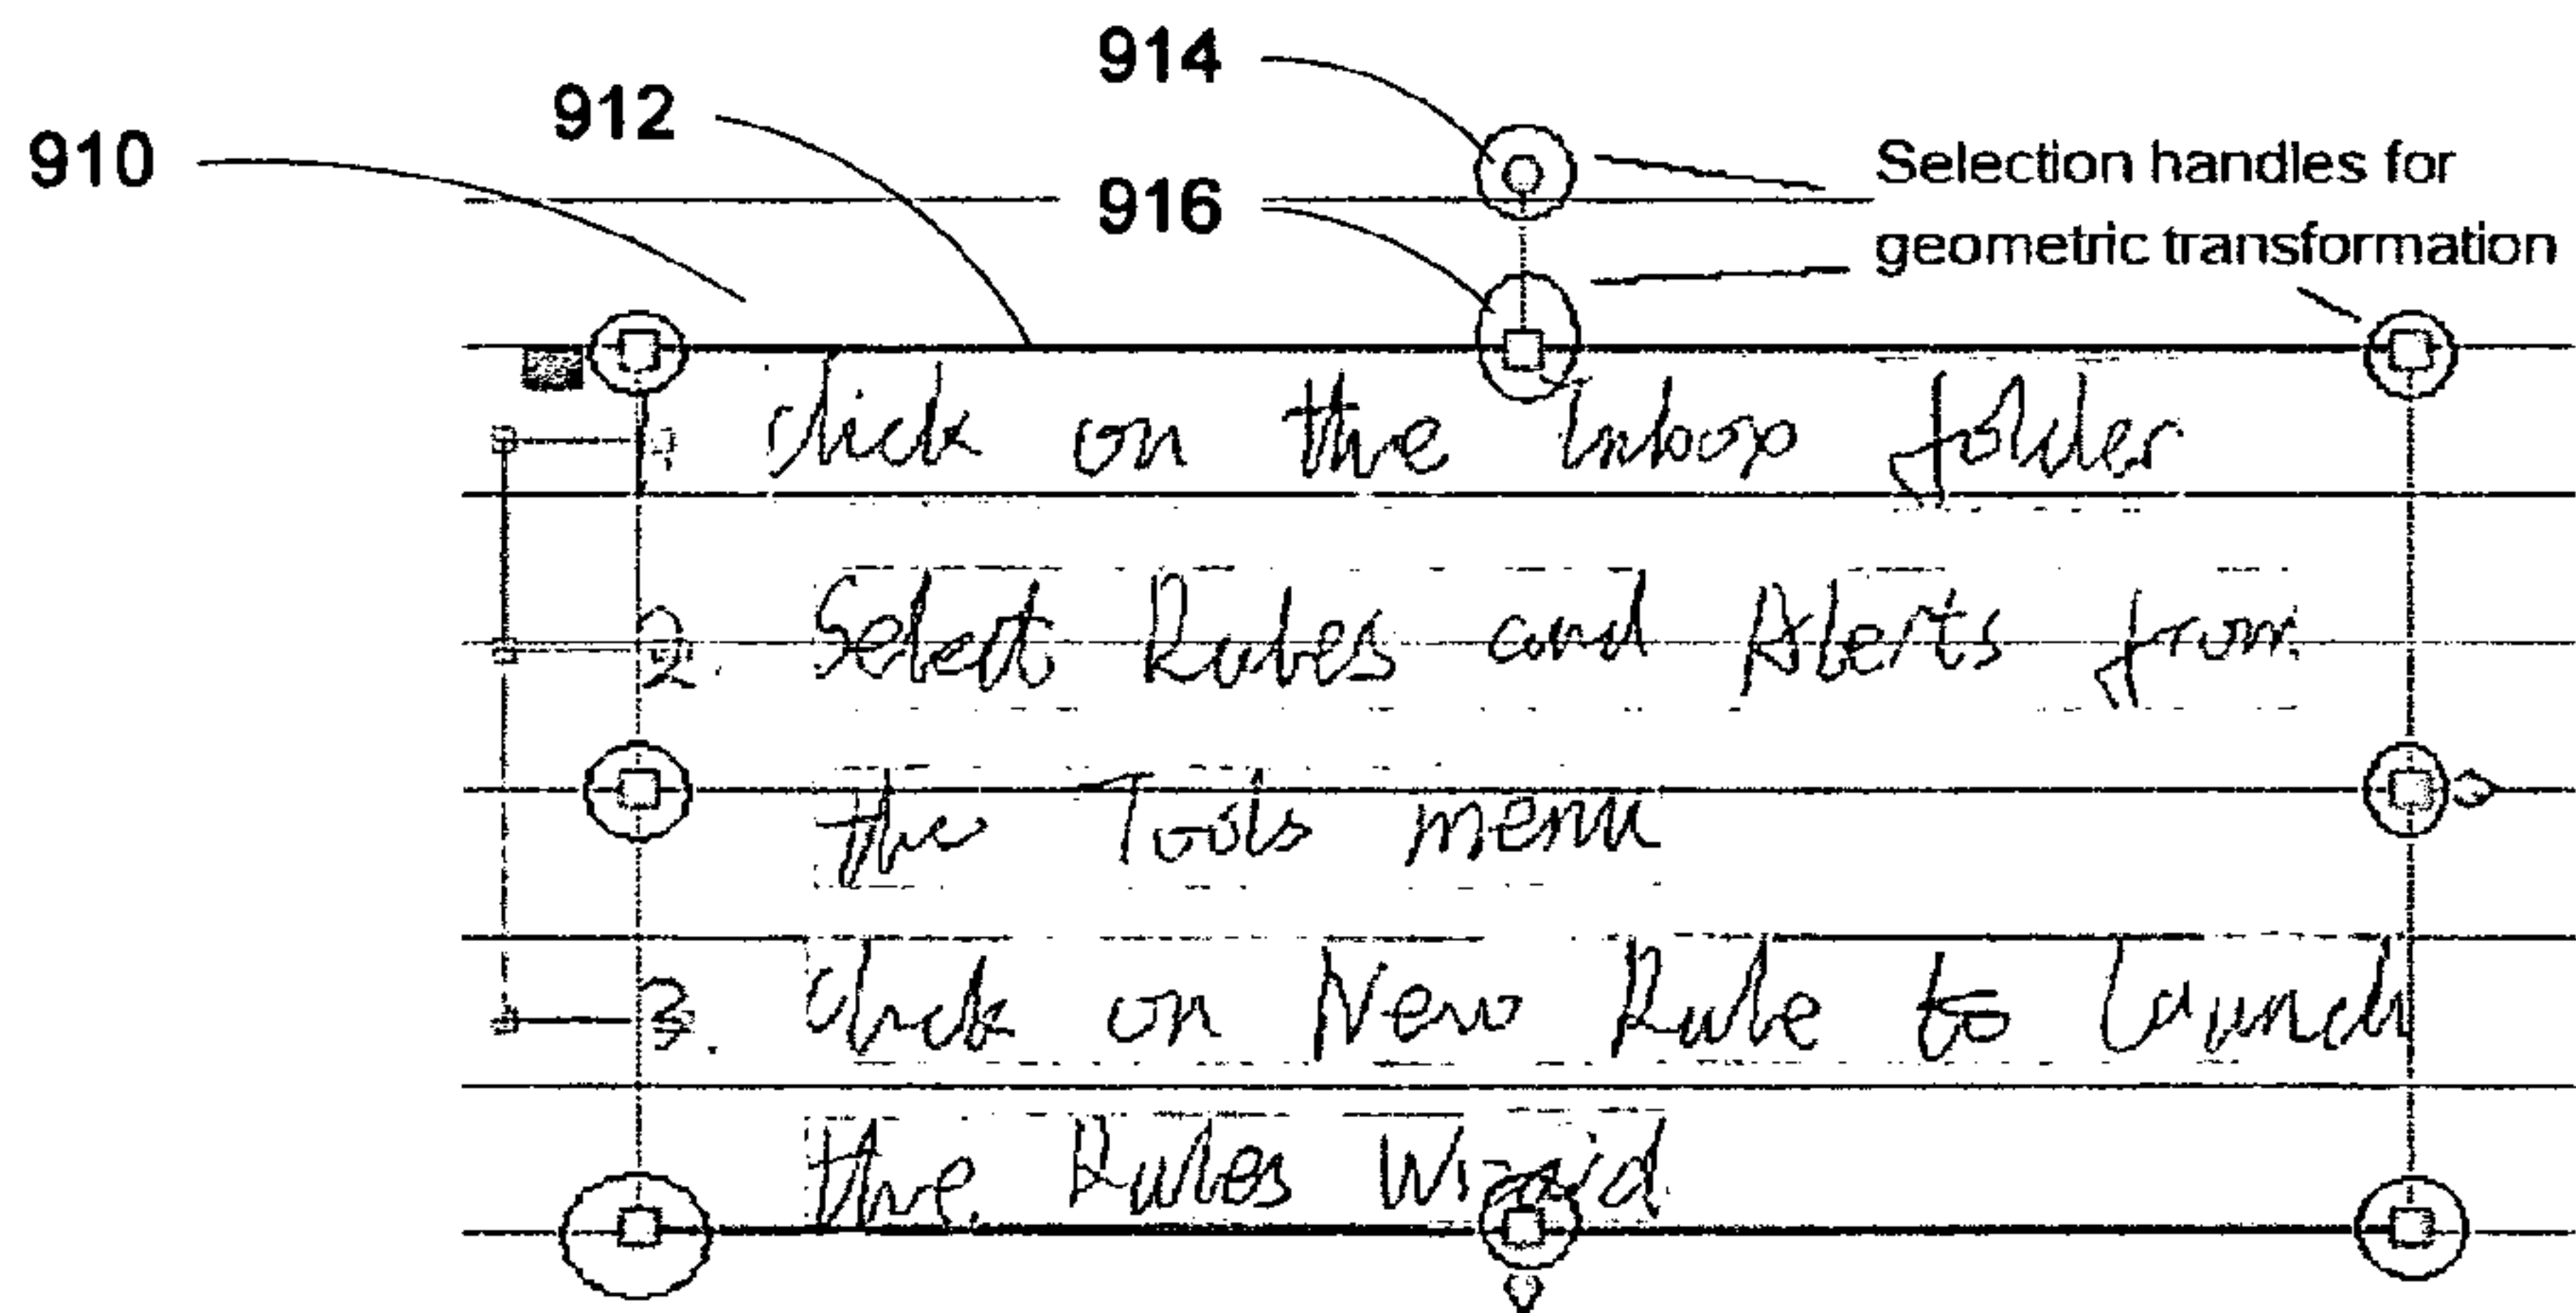 914
912
910
916
Selection handles for
geometric transformation
1. Click on the Inbox folder
2. Select Rules and Alerts from
the Tools menu
3. Click on New Rule to launch
the Rules Wizard